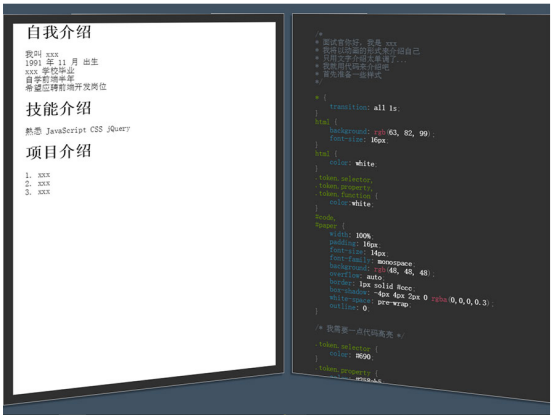 自我介绍
我叫 xxx
1991 年 11 月 出生
xxx 学校毕业
自学前端半年
希望应聘前端开发岗位
技能介绍
熟悉 JavaScript CSS jQuery
项目介绍
1. xxx
2. xxx
3. xxx
/*
* 面试官你好，我是 xxx
* 我将以动画的形式来介绍自己
* 只用文字介绍太单调了...
* 我就用代码来介绍吧
* 首先准备一些样式
*/
* {
transition: all 1s;
}
html {
background: rgb(63, 82, 99);
font-size: 16px;
}
html {
color: white;
}
.token.selector,
.token.property,
.token.function {
color:white;
}
#code,
#paper {
width: 100%
padding: 16px;
font-size: 14px;
font-family: monospace;
background: rgb(48, 48, 48);
overflow: auto;
border: 1px solid #ccc;
box-shadow: -4px 4px 2px 0 rgba(0,0,0,0.3);
white-space: pre-wrap;
outline: 0;
}
/* 我需要一点代码高亮 */
.token.selector {
color: #690;
}
.token.property {